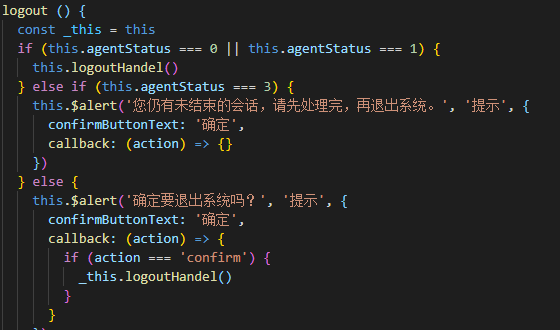 logout () {
const _this = this
if (this.agentStatus === 0 || this.agentStatus === 1) {
this.logoutHandel()
} else if (this.agentStatus === 3) {
this.$alert('您仍有未结束的会话，请先处理完，再退出系统。', '提示', {
confirmButtonText: '确定',
callback: (action) => {}
})
} else {
this.$alert('确定要退出系统吗？', '提示', {
confirmButtonText: '确定',
callback: (action) => {
if (action === 'confirm') {
_this.logoutHandel()
}
}